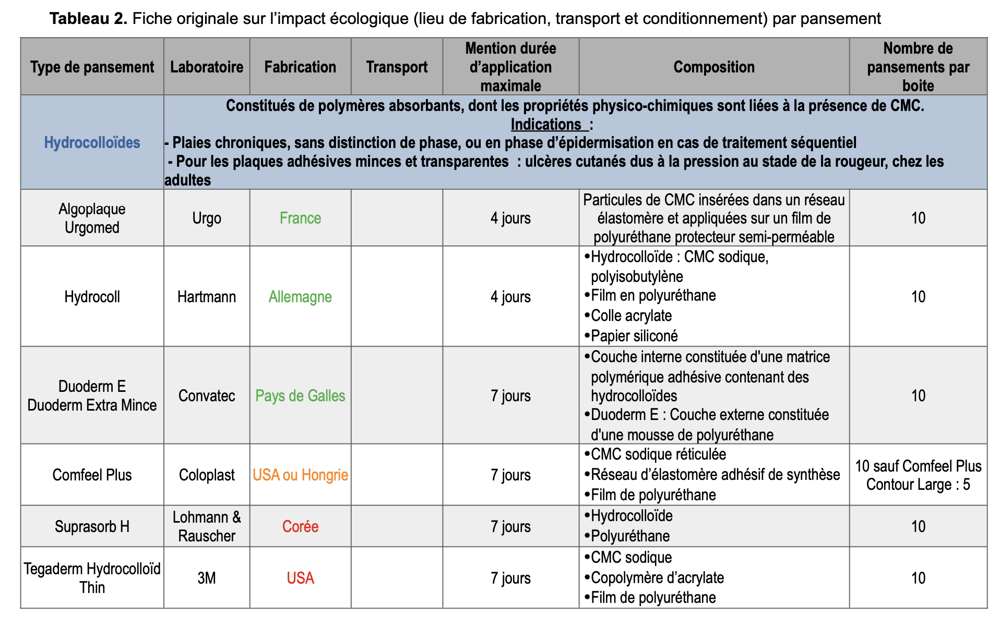 Tableau 2. Fiche originale sur l’impact écologique (lieu de fabrication, transport et conditionnement) par pansement
Type de pansement
Laboratoire
Fabrication
Transport
Mention durée
d’application
maximale
Composition
Nombre de
pansements par
boite
Hydrocolloïdes
Constitués de polymères absorbants, dont les propriétés physico-chimiques sont liées à la présence de CMC.
Indications  :
- Plaies chroniques, sans distinction de phase, ou en phase d’épidermisation en cas de traitement séquentiel
- Pour les plaques adhésives minces et transparentes  : ulcères cutanés dus à la pression au stade de la rougeur, chez les
adultes
Algoplaque
Urgomed
Urgo
France
4 jours
Particules de CMC insérées dans un réseau
élastomère et appliquées sur un film de
polyuréthane protecteur semi-perméable
10
Hydrocoll
Hartmann
Allemagne
4 jours
•Hydrocolloïde : CMC sodique,
polyisobutylène
•Film en polyuréthane
•Colle acrylate
•Papier siliconé
10
Duoderm E
Duoderm Extra Mince
Convatec
Pays de Galles
7 jours
•Couche interne constituée d'une matrice
polymérique adhésive contenant des
hydrocolloïdes
•Duoderm E : Couche externe constituée
d'une mousse de polyuréthane
10
Comfeel Plus
Coloplast
USA ou Hongrie
7 jours
•CMC sodique réticulée
•Réseau d’élastomère adhésif de synthèse
•Film de polyuréthane
10 sauf Comfeel Plus
Contour Large : 5
Suprasorb H
Lohmann &
Rauscher
Corée
7 jours
•Hydrocolloïde
•Polyuréthane
10
Tegaderm Hydrocolloïd
Thin
3M
USA
7 jours
•CMC sodique
•Copolymère d’acrylate
•Film de polyuréthane
10